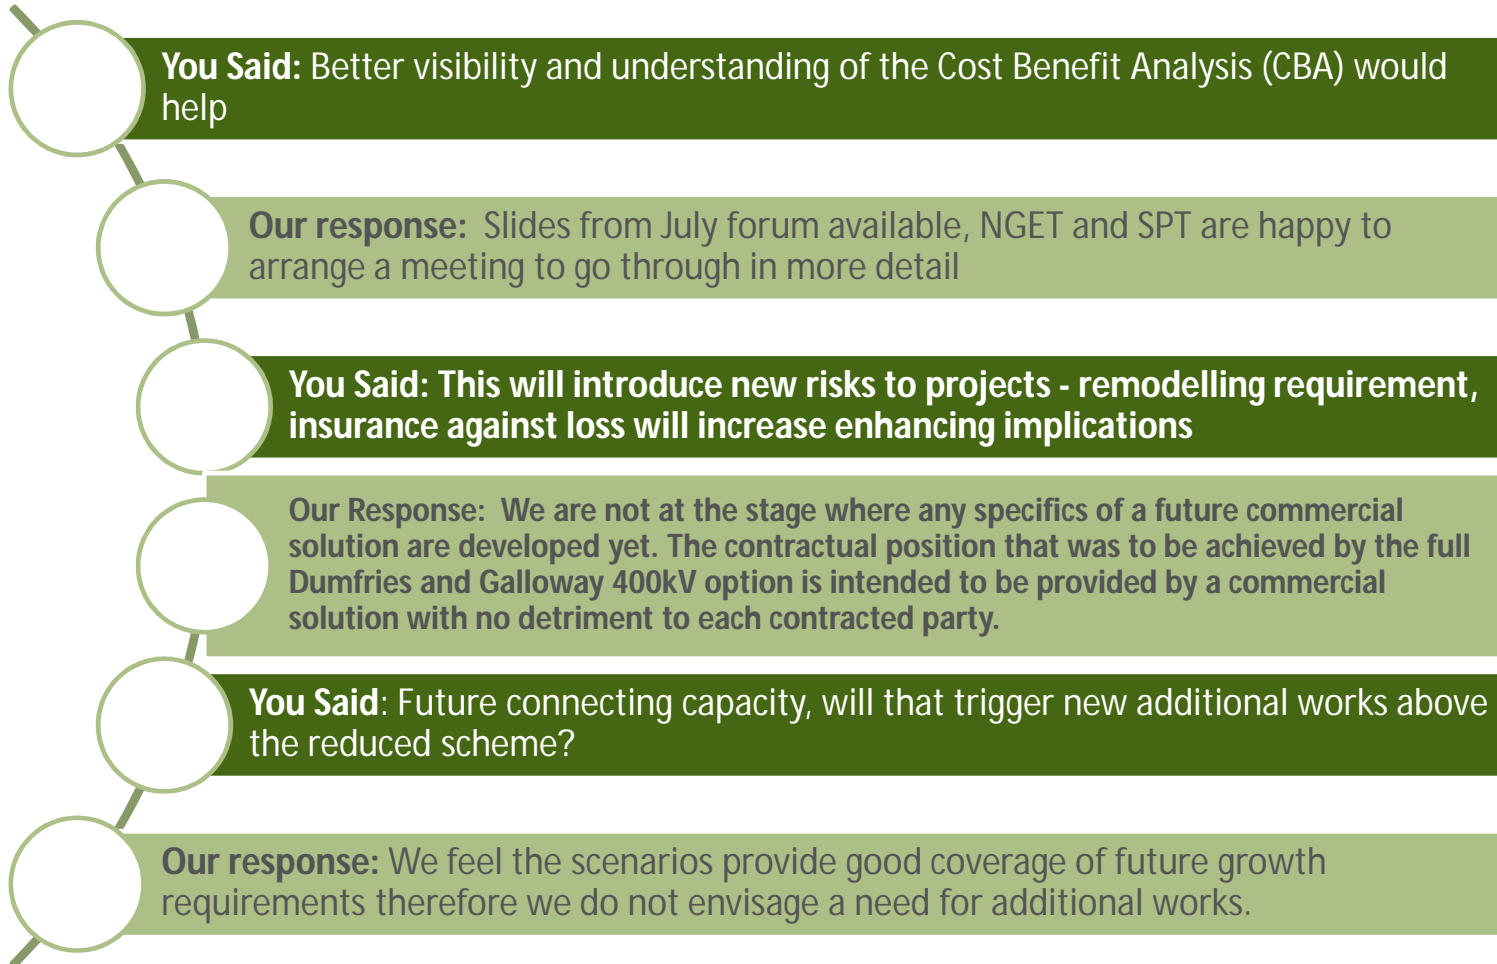 You Said: Better visibility and understanding of the Cost Benefit Analysis (CBA) would
help
Our response: Slides from July forum available, NGET and SPT are happy to
arrange a meeting to go through in more detail
You Said: This will introduce new risks to projects - remodelling requirement,
insurance against loss will increase enhancing implications
Our Response: We are not at the stage where any specifics of a future commercial
solution are developed yet. The contractual position that was to be achieved by the full
Dumfries and Galloway 400kV option is intended to be provided by a commercial
solution with no detriment to each contracted party.
You Said: Future connecting capacity, will that trigger new additional works above
the reduced scheme?
Our response: We feel the scenarios provide good coverage of future growth
requirements therefore we do not envisage a need for additional works.